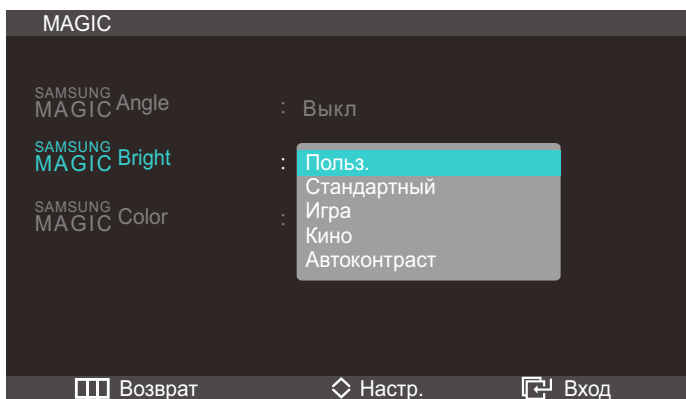 MAGIC
SAMSUNG
MAGIC Angle : Выкл
SAMSUNG
MAGIC Bright : Польз.
Стандартный
SAMSUNG
MAGIC Color : Игра
Кино
Автоконтраст
Возврат Настр. Вход